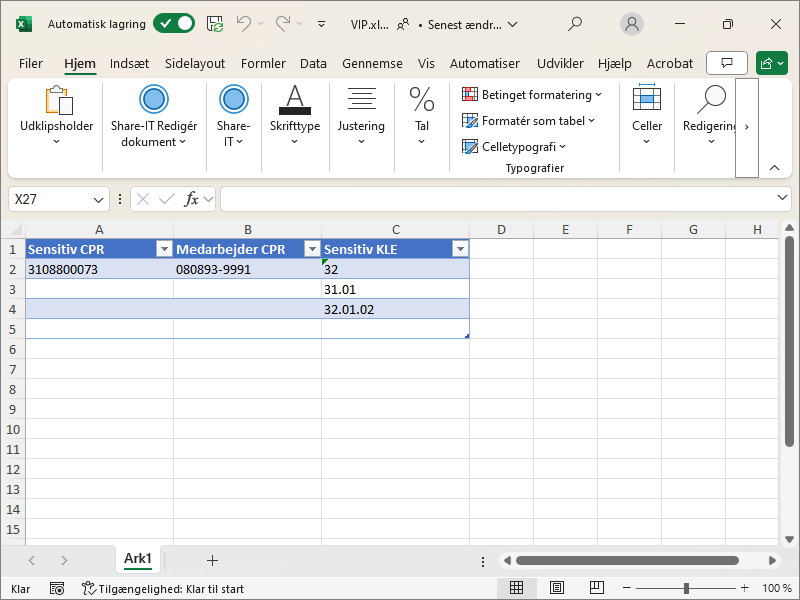 Automatisk lagring VIP.xl... • Senest ændr...
Filer Hjem Indsæt Sidelayout Formler Data Gennemse Vis Automatiser Udvikler Hjælp Acrobat
Udklipsholder
Share-IT Redigér
dokument
Share-
IT
Skrifttype
Justering
Tal
Betinget formatering
Formatér som tabel
Celletypografi
Typografier
Celler
Redigering
X27 fx
A B C D E F G H
1 Sensitiv CPR Medarbejder CPR Sensitiv KLE
2 3108800073 080893-9991 32
3 31.01
4 32.01.02
5
6
7
8
9
10
11
12
13
14
15
Ark1
Klar Tilgængelighed: Klar til start 100 %